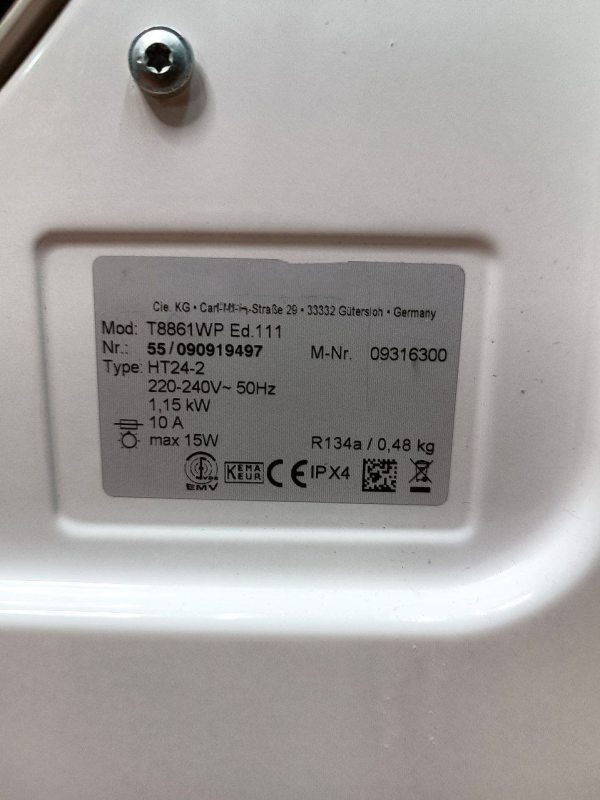 Cie. KG • Carl- -Straße 29 • 33332 Gütersloh • Germany
Mod: T8861WP Ed.111
Nr.: 55/090919497 M-Nr. 09316300
Type: HT24-2
220-240V~ 50Hz
1,15 kW
10 A
max 15W R134a / 0,48 kg
EMV KEMA KEUR CE IPX4